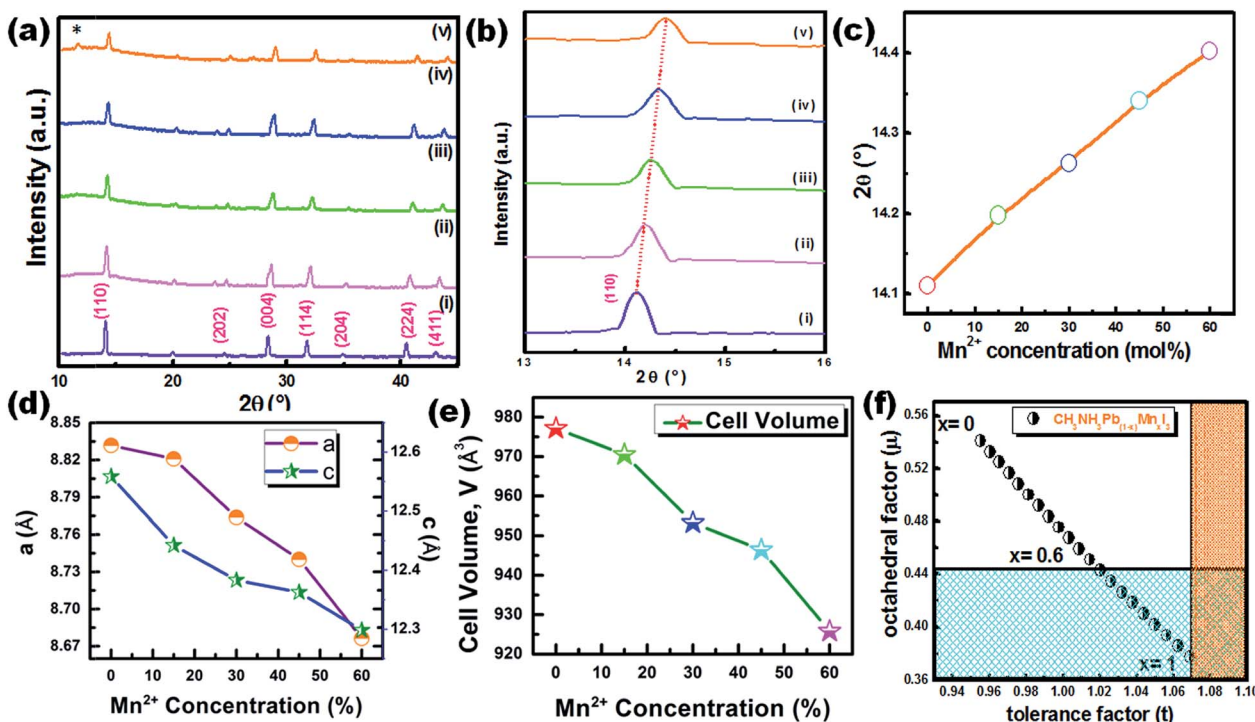 (a)
*
(v)
(iv)
(iii)
(ii)
(i)
(110)
(202)
(004)
(114)
(204)
(224)
(411)
Intensity (a.u.)
10 20 30 40
2θ (°)
(b)
(v)
(iv)
(iii)
(ii)
(i)
(110)
Intensity (a.u.)
13 14 15 16
2θ (°)
(c)
14.4
14.3
14.2
14.1
2θ (°)
0 10 20 30 40 50 60
Mn²⁺ concentration (mol%)
(d)
a
c
8.85
8.82
8.79
8.76
8.73
8.70
8.67
a (Å)
12.6
12.5
12.4
12.3
c (Å)
0 10 20 30 40 50 60
Mn²⁺ Concentration (%)
(e)
Cell Volume
980
970
965
960
950
945
940
930
920
Cell Volume, V (Å³)
0 10 20 30 40 50 60
Mn²⁺ Concentration (%)
(f)
CH₃NH₃Pb₍₁₋ₓ₎MnₓI₃
x= 0
x= 0.6
x= 1
0.56
0.52
0.48
0.44
0.40
0.36
octahedral factor (μ)
0.94 0.96 0.98 1.00 1.02 1.04 1.06 1.08 1.10
tolerance factor (t)